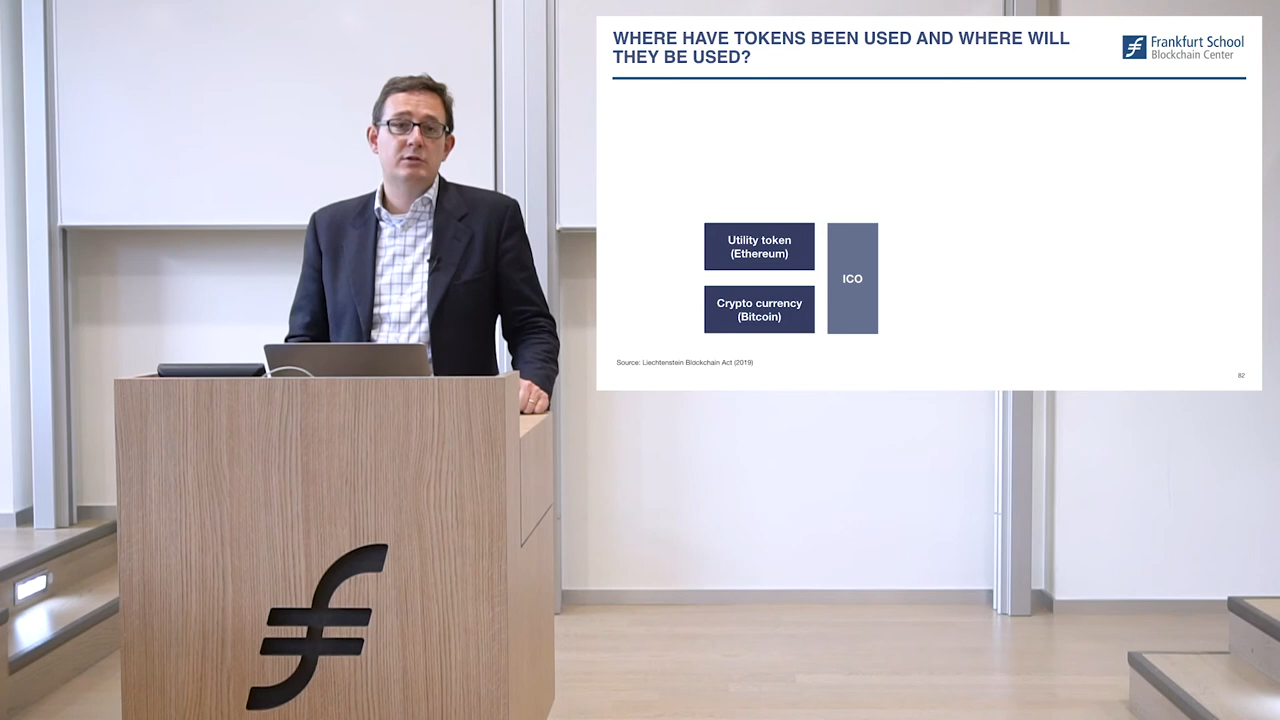 WHERE HAVE TOKENS BEEN USED AND WHERE WILL
THEY BE USED?
Frankfurt School
Blockchain Center
Utility token
(Ethereum)
ICO
Crypto currency
(Bitcoin)
Source: Liechtenstein Blockchain Act (2019)
82